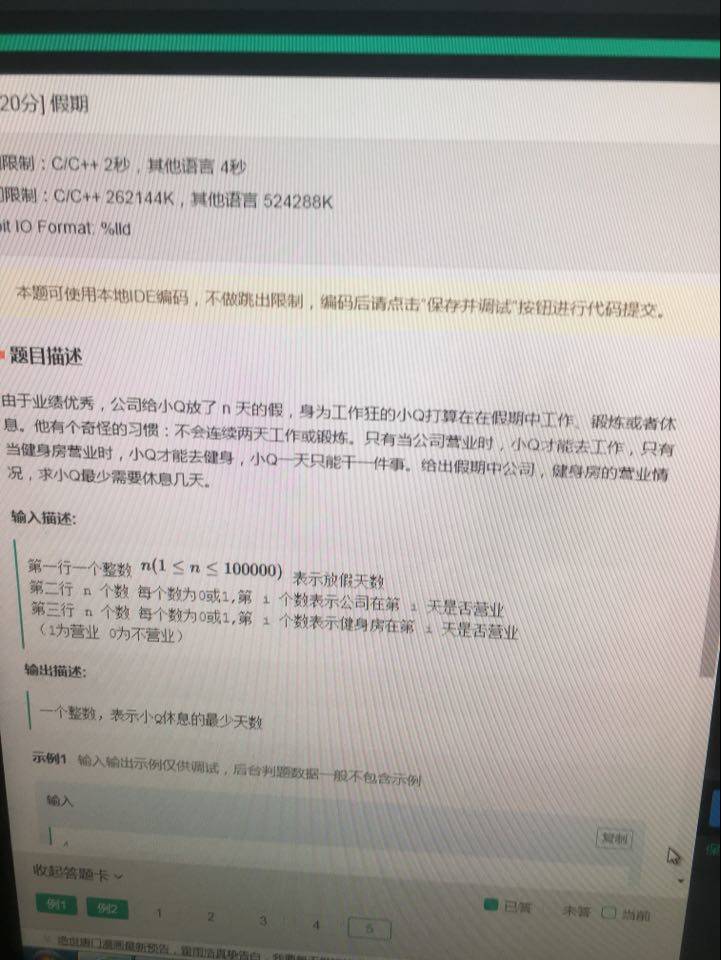 20分] 假期
限制：C/C++ 2秒，其他语言 4秒
限制：C/C++ 262144K，其他语言 524288K
it IO Format: %lld
本题可使用本地IDE编码，不做跳出限制，编码后请点击“保存并调试”按钮进行代码提交。
题目描述
由于业绩优秀，公司给小Q放了 n 天的假，身为工作狂的小Q打算在在假期中工作、锻炼或者休
息。他有个奇怪的习惯：不会连续两天工作或锻炼。只有当公司营业时，小Q才能去工作，只有
当健身房营业时，小Q才能去健身，小Q一天只能干一件事。给出假期中公司，健身房的营业情
况，求小Q最少需要休息几天。
输入描述:
第一行一个整数 n(1 ≤ n ≤ 100000) 表示放假天数
第二行 n 个数 每个数为0或1,第 i 个数表示公司在第 i 天是否营业
第三行 n 个数 每个数为0或1,第 i 个数表示健身房在第 i 天是否营业
（1为营业 0为不营业）
输出描述:
一个整数，表示小Q休息的最少天数
示例1 输入输出示例仅供调试，后台判题数据一般不包含示例
输入
复制
收起答题卡
例1 例2 1 2 3 4 5
已答 未答 当前